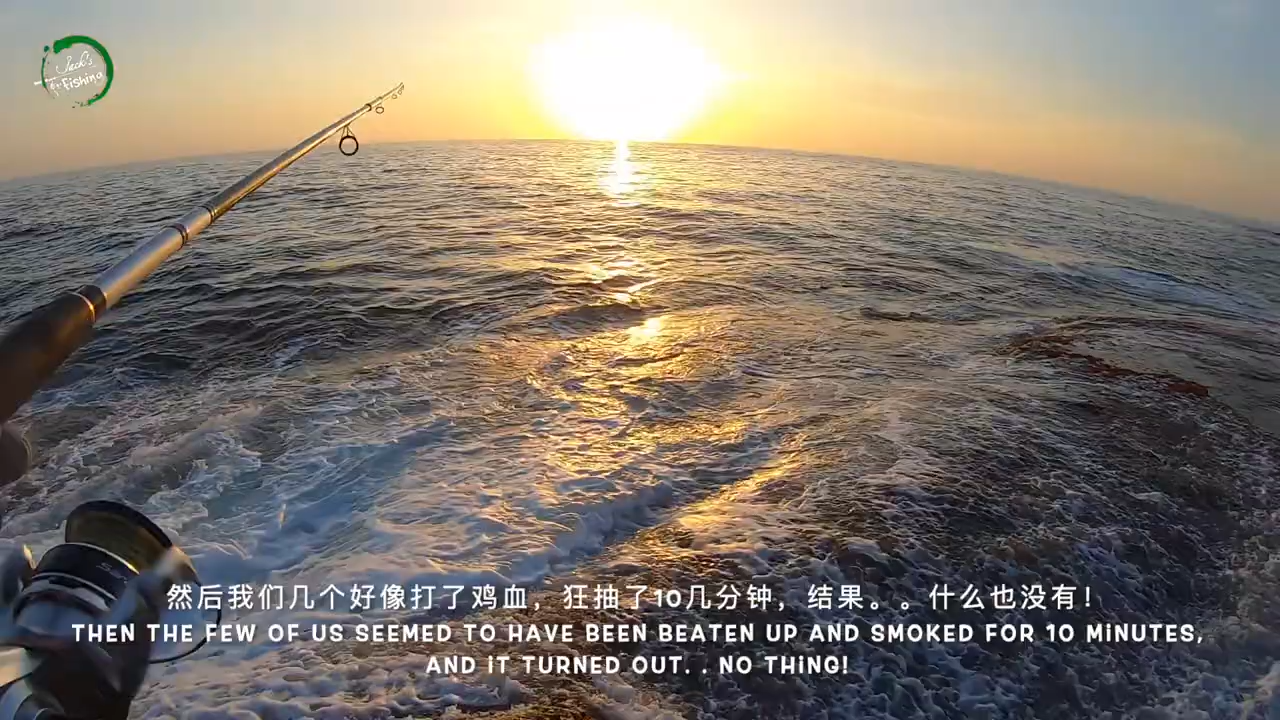 Jack's
Fishing
然后我们几个好像打了鸡血，狂抽了10几分钟，结果。。什么也没有！
THEN THE FEW OF US SEEMED TO HAVE BEEN BEATEN UP AND SMOKED FOR 10 MINUTES,
AND IT TURNED OUT. . NO THING!